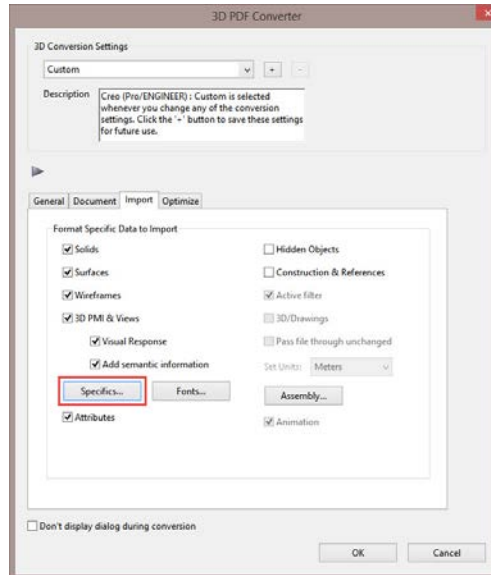 3D PDF Converter
3D Conversion Settings
Custom
+
-
Description
Creo (Pro/ENGINEER) : Custom is selected
whenever you change any of the conversion
settings. Click the '+' button to save these settings
for future use.
General Document Import Optimize
Format Specific Data to Import
Solids
Hidden Objects
Surfaces
Construction & References
Wireframes
Active filter
3D PMI & Views
3D/Drawings
Visual Response
Pass file through unchanged
Add semantic information
Set Units: Meters
Specifics...
Fonts...
Assembly...
Attributes
Animation
Don't display dialog during conversion
OK
Cancel